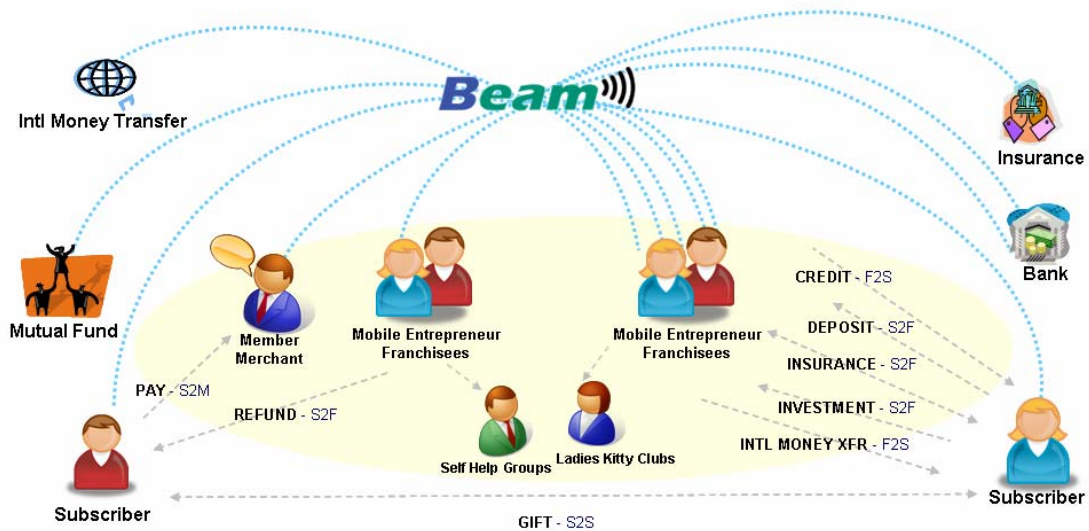 Beam
Intl Money Transfer
Insurance
Mutual Fund
Bank
Member
Merchant
Mobile Entrepreneur
Franchisees
Mobile Entrepreneur
Franchisees
CREDIT - F2S
DEPOSIT - S2F
INSURANCE - S2F
INVESTMENT - S2F
INTL MONEY XFR - F2S
PAY - S2M
REFUND - S2F
Self Help Groups
Ladies Kitty Clubs
Subscriber
Subscriber
GIFT - S2S